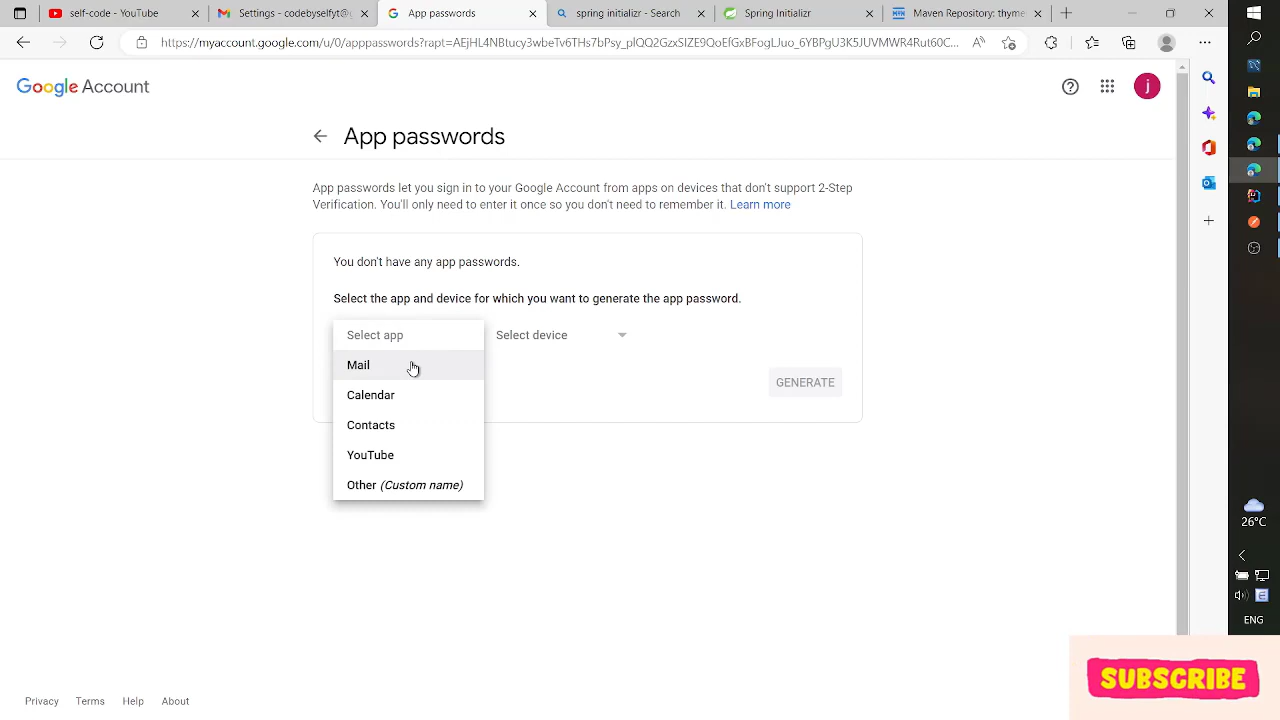 self-code - YouTube
Settings - codebyseifyt@
App passwords
spring initializer - Search
Spring Initializr
Maven Repository: thyme
https://myaccount.google.com/u/0/apppasswords?rapt=
Google Account
j
App passwords
App passwords let you sign in to your Google Account from apps on devices that don't support 2-Step
Verification. You'll only need to enter it once so you don't need to remember it. Learn more
You don't have any app passwords.
Select the app and device for which you want to generate the app password.
Select app
Select device
Mail
GENERATE
Calendar
Contacts
YouTube
Other (Custom name)
26°C
ENG
SUBSCRIBE
Privacy Terms Help About